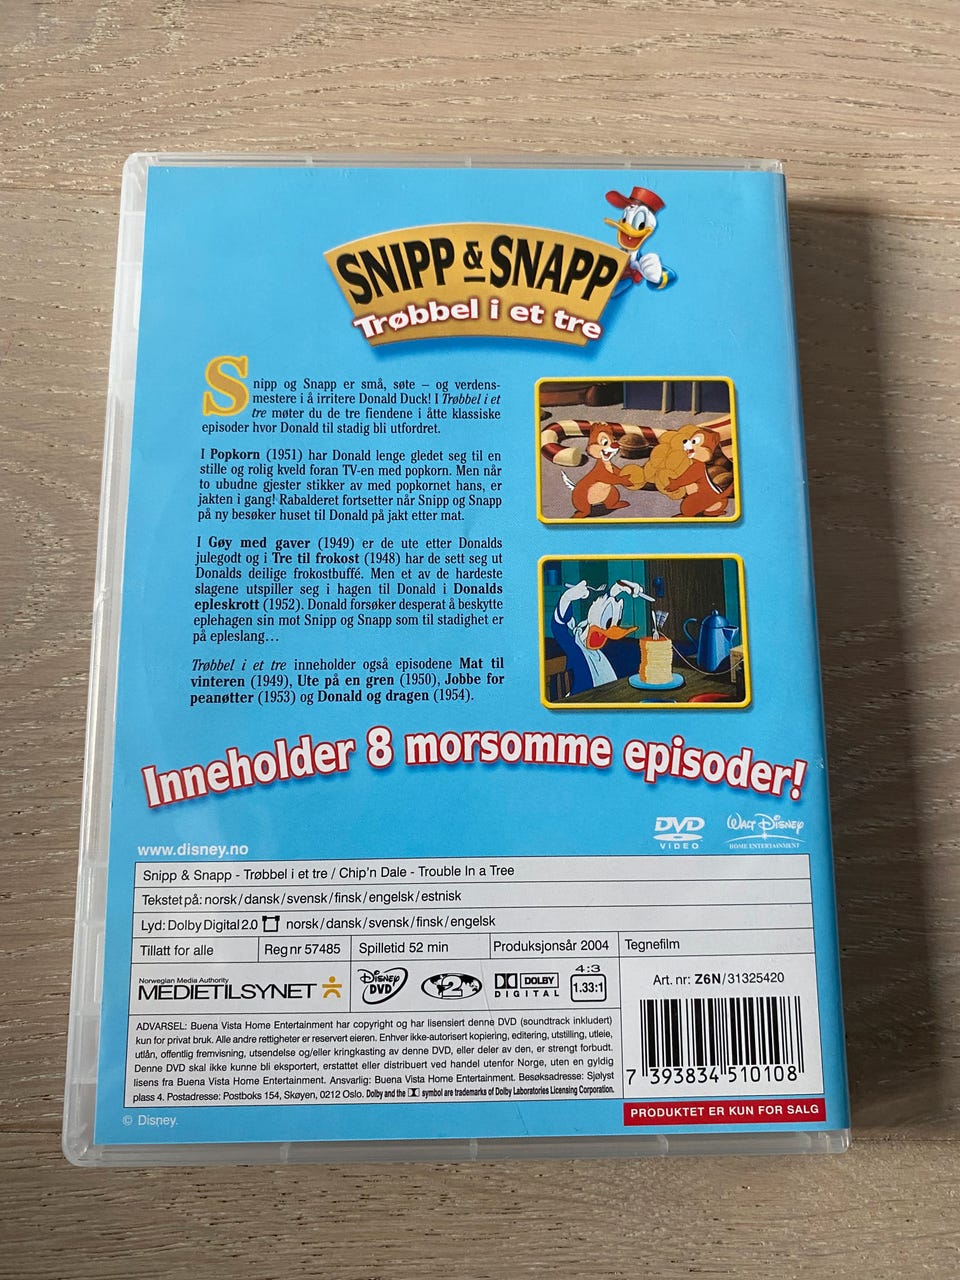 SNIPP & SNAPP
Trøbbel i et tre
Snipp og Snapp er små, søte – og verdens-
mestere i å irritere Donald Duck! I Trøbbel i et
tre møter du de tre fiendene i åtte klassiske
episoder hvor Donald til stadig bli utfordret.
I Popkorn (1951) har Donald lenge gledet seg til en
stille og rolig kveld foran TV-en med popkorn. Men når
to ubudne gjester stikker av med popkornet hans, er
jakten i gang! Rabalderet fortsetter når Snipp og Snapp
på ny besøker huset til Donald på jakt etter mat.
I Gøy med gaver (1949) er de ute etter Donalds
julegodt og i Tre til frokost (1948) har de sett seg ut
Donalds deilige frokostbuffé. Men et av de hardeste
slagene utspiller seg i hagen til Donald i Donalds
epleskrott (1952). Donald forsøker desperat å beskytte
eplehagen sin mot Snipp og Snapp som til stadighet er
på epleslang...
Trøbbel i et tre inneholder også episodene Mat til
vinteren (1949), Ute på en gren (1950), Jobbe for
peanøtter (1953) og Donald og dragen (1954).
Inneholder 8 morsomme episoder!
DVD
VIDEO
WALT DISNEY
HOME ENTERTAINMENT
www.disney.no
Snipp & Snapp - Trøbbel i et tre / Chip'n Dale - Trouble In a Tree
Tekstet på: norsk/dansk/svensk/finsk/engelsk/estnisk
Lyd: Dolby Digital 2.0 norsk/dansk/svensk/finsk/engelsk
Tillatt for alle
Reg nr 57485
Spilletid 52 min
Produksjonsår 2004
Tegnefilm
Norwegian Media Authority
MEDIETILSYNET
DISNEY
DVD
2
DOLBY
DIGITAL
4:3
1.33:1
Art. nr: Z6N/31325420
ADVARSEL: Buena Vista Home Entertainment har copyright og har lisensiert denne DVD (soundtrack inkludert)
kun for privat bruk. Alle andre rettigheter er reservert eieren. Enhver ikke-autorisert kopiering, editering, utstilling, utleie,
utlån, offentlig fremvisning, utsendelse og/eller kringkasting av denne DVD, eller deler av den, er strengt forbudt.
Denne DVD skal ikke kunne bli eksportert, erstattet eller distribuert ved handel utenfor Norge, uten en gyldig
lisens fra Buena Vista Home Entertainment. Ansvarlig: Buena Vista Home Entertainment. Besøksadresse: Sjølyst
plass 4. Postadresse: Postboks 154, Skøyen, 0212 Oslo. Dolby and the symbol are trademarks of Dolby Laboratories Licensing Corporation.
7 393834 510108
PRODUKTET ER KUN FOR SALG
© Disney.